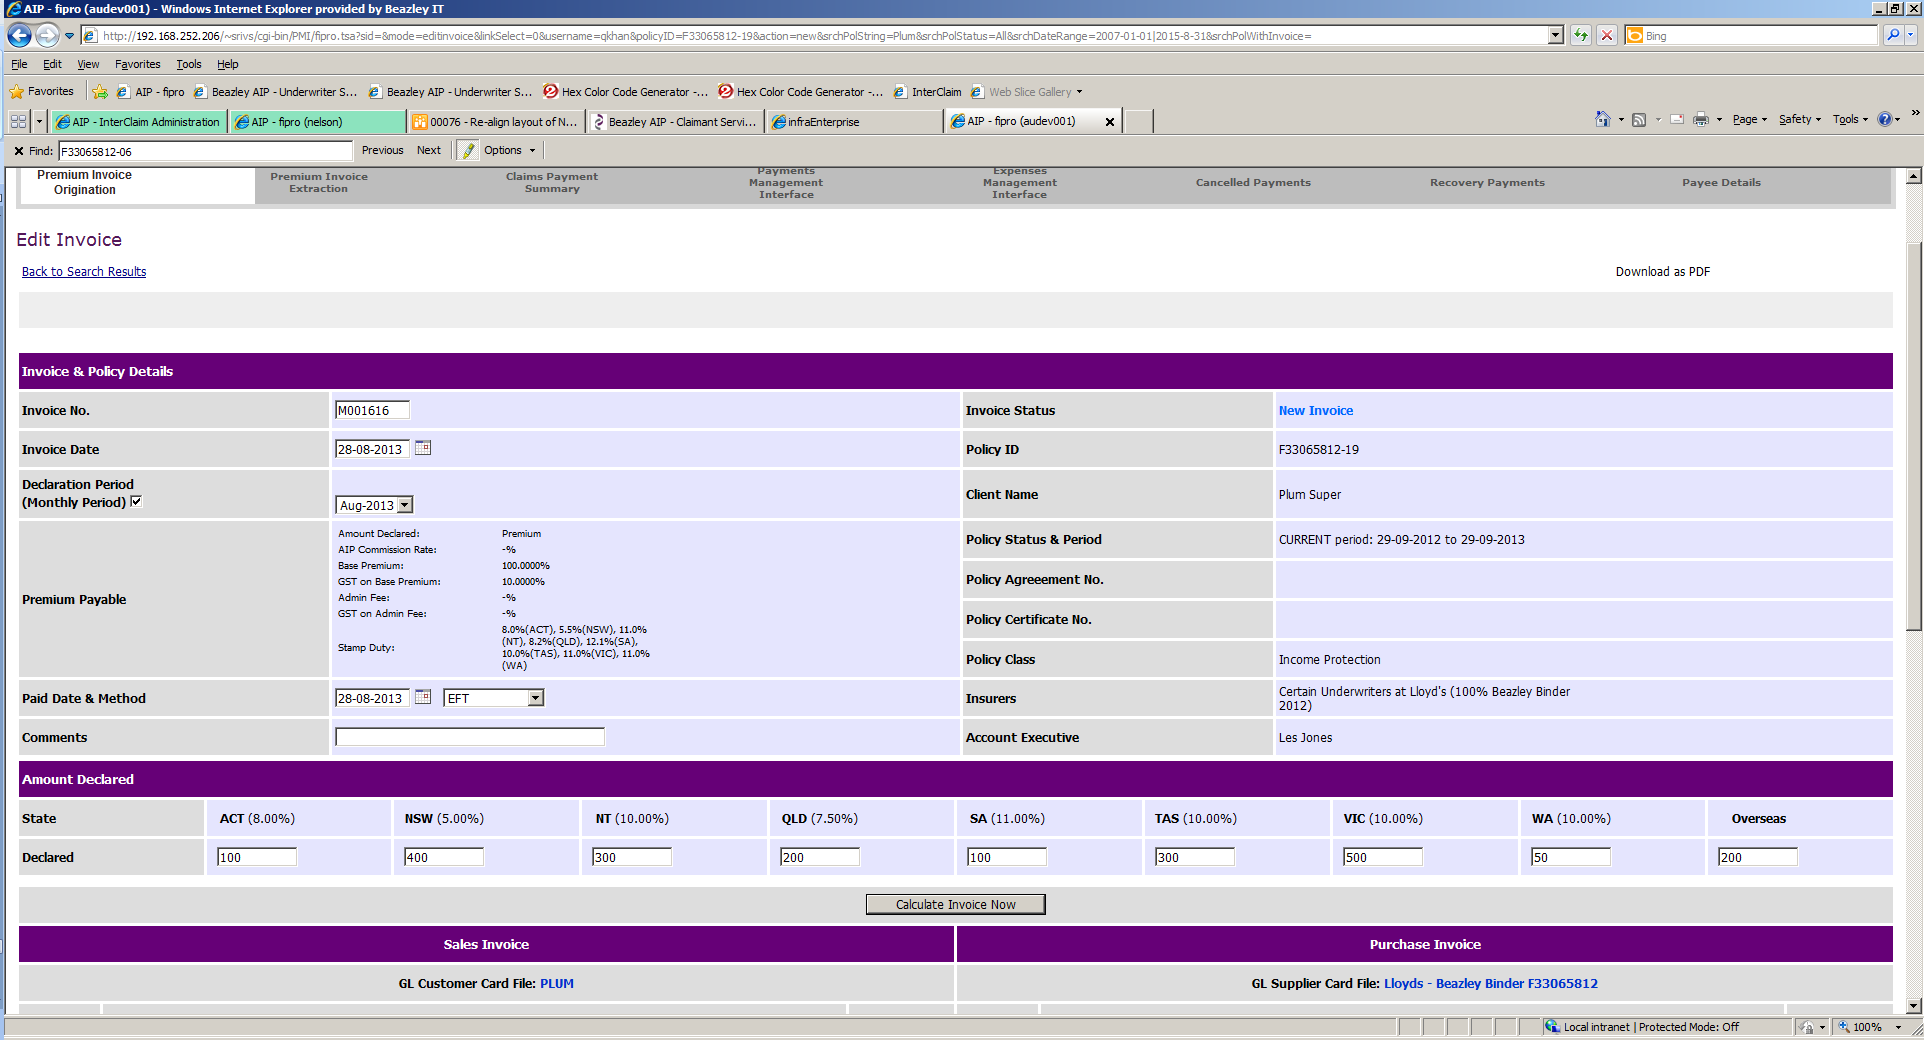 AIP - fipro (audev001) - Windows Internet Explorer provided by Beazley IT
http://192.168.252.206/~srivs/cgi-bin/PMI/fipro.tsa?sid=&mode=editinvoice&linkSelect=0&username=qkhan&policyID=F33065812-19&action=new&srchPolString=Plum&srchPolStatus=All&srchDateRange=2007-01-01|2015-8-31&srchPolWithInvoice=
Bing
File Edit View Favorites Tools Help
Favorites AIP - fipro Beazley AIP - Underwriter S... Beazley AIP - Underwriter S... Hex Color Code Generator -... Hex Color Code Generator -... InterClaim Web Slice Gallery
AIP - InterClaim Administration AIP - fipro (nelson) 00076 - Re-align layout of N... Beazley AIP - Claimant Servi... infraEnterprise AIP - fipro (audev001) Page Safety Tools
Find: F33065812-06 Previous Next Options
Premium Invoice Origination
Premium Invoice Extraction
Claims Payment Summary
Payments Management Interface
Expenses Management Interface
Cancelled Payments
Recovery Payments
Payee Details
Edit Invoice
Back to Search Results Download as PDF
Invoice & Policy Details
Invoice No. M001616 Invoice Status New Invoice
Invoice Date 28-08-2013 Policy ID F33065812-19
Declaration Period
(Monthly Period) Aug-2013 Client Name Plum Super
Premium Payable
Amount Declared: Premium
AIP Commission Rate: -%
Base Premium: 100.0000%
GST on Base Premium: 10.0000%
Admin Fee: -%
GST on Admin Fee: -%
Stamp Duty: 8.0%(ACT), 5.5%(NSW), 11.0%
(NT), 8.2%(QLD), 12.1%(SA),
10.0%(TAS), 11.0%(VIC), 11.0%
(WA)
Policy Status & Period CURRENT period: 29-09-2012 to 29-09-2013
Policy Agreeement No.
Policy Certificate No.
Policy Class Income Protection
Paid Date & Method 28-08-2013 EFT Insurers Certain Underwriters at Lloyd's (100% Beazley Binder
2012)
Comments Account Executive Les Jones
Amount Declared
State ACT (8.00%) NSW (5.00%) NT (10.00%) QLD (7.50%) SA (11.00%) TAS (10.00%) VIC (10.00%) WA (10.00%) Overseas
Declared 100 400 300 200 100 300 500 50 200
Calculate Invoice Now
Sales Invoice Purchase Invoice
GL Customer Card File: PLUM GL Supplier Card File: Lloyds - Beazley Binder F33065812
Local intranet | Protected Mode: Off 100%